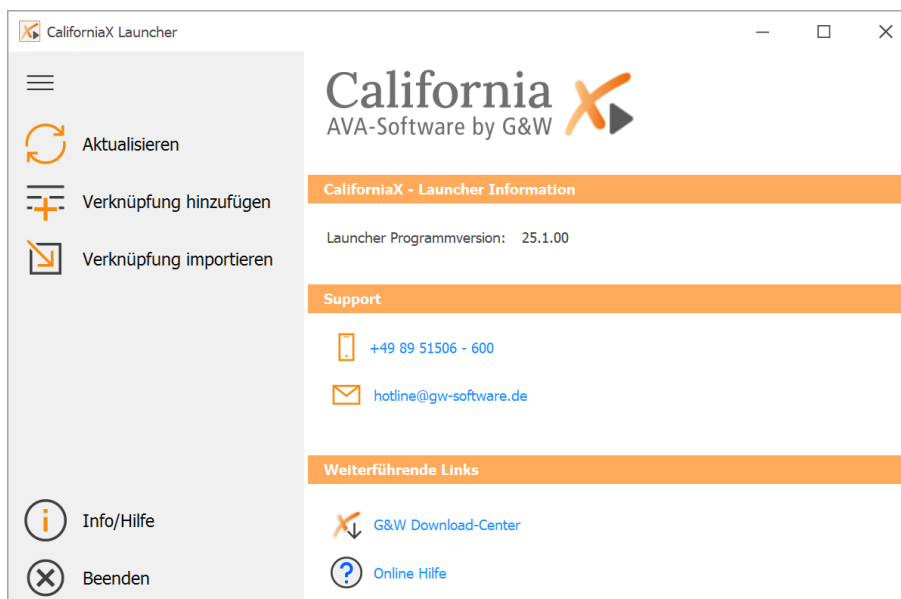 CaliforniaX Launcher
Aktualisieren
Verknüpfung hinzufügen
Verknüpfung importieren
Info/Hilfe
Beenden
California X
AVA-Software by G&W
CaliforniaX - Launcher Information
Launcher Programmversion: 25.1.00
Support
+49 89 51506 - 600
hotline@gw-software.de
Weiterführende Links
G&W Download-Center
Online Hilfe